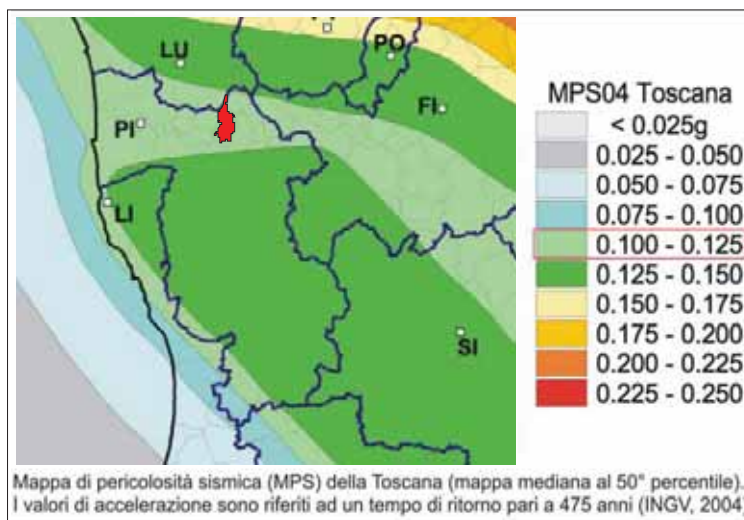 LU
PO
FI
PI
LI
SI
MPS04 Toscana
< 0.025g
0.025 - 0.050
0.050 - 0.075
0.075 - 0.100
0.100 - 0.125
0.125 - 0.150
0.150 - 0.175
0.175 - 0.200
0.200 - 0.225
0.225 - 0.250
Mappa di pericolosità sismica (MPS) della Toscana (mappa mediana al 50° percentile).
I valori di accelerazione sono riferiti ad un tempo di ritorno pari a 475 anni (INGV, 2004)